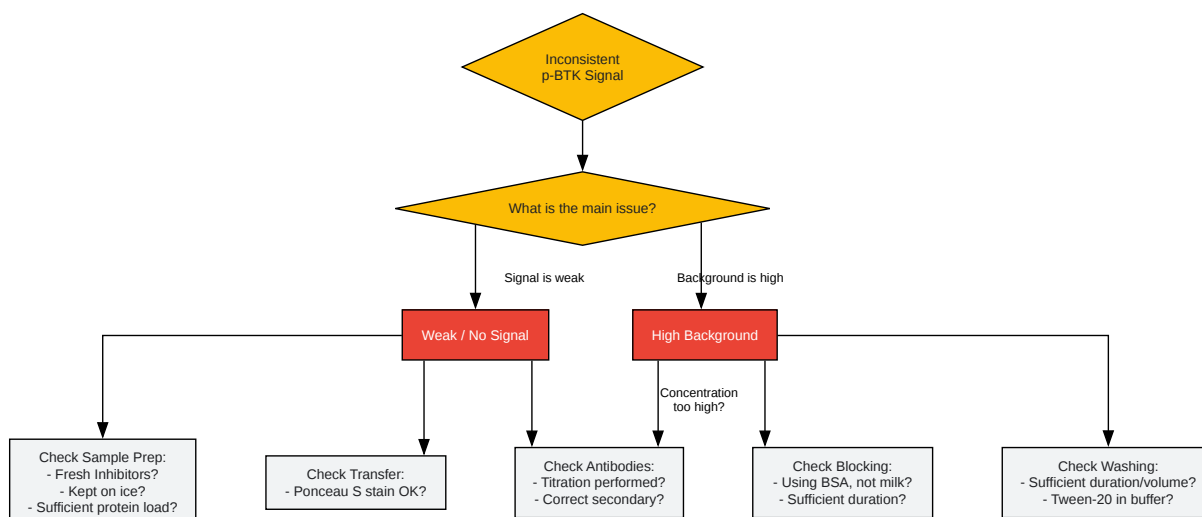 Inconsistent
p-BTK Signal
What is the main issue?
Signal is weak
Background is high
Weak / No Signal
High Background
Concentration
too high?
Check Sample Prep:
- Fresh Inhibitors?
- Kept on ice?
- Sufficient protein load?
Check Transfer:
- Ponceau S stain OK?
Check Antibodies:
- Titration performed?
- Correct secondary?
Check Blocking:
- Using BSA, not milk?
- Sufficient duration?
Check Washing:
- Sufficient duration/volume?
- Tween-20 in buffer?